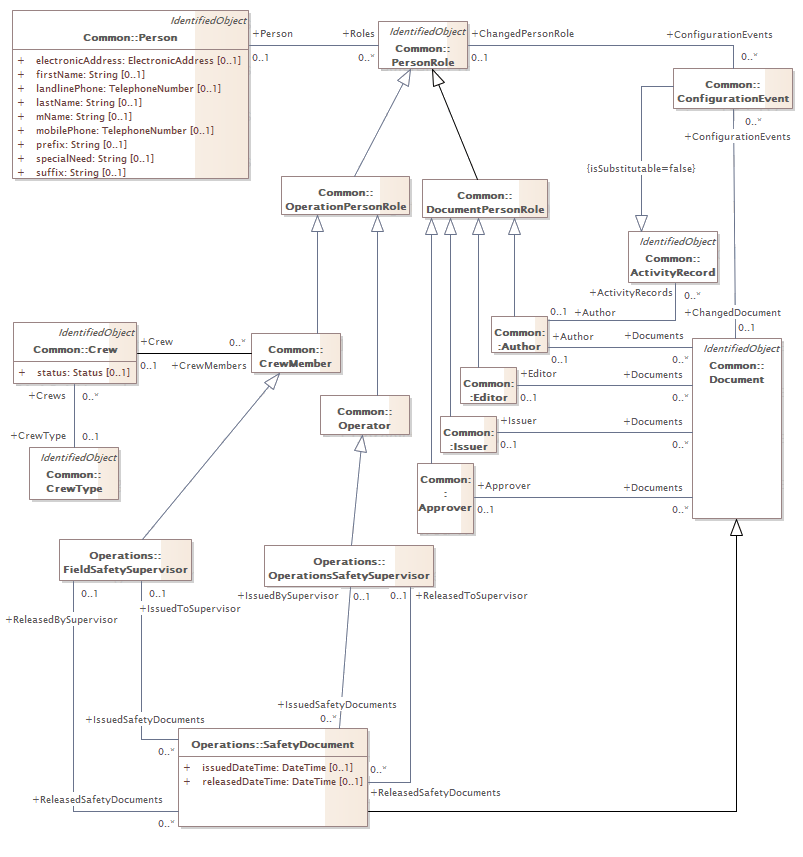 IdentifiedObject
Common::Person
+ electronicAddress: ElectronicAddress [0..1]
+ firstName: String [0..1]
+ landlinePhone: TelephoneNumber [0..1]
+ lastName: String [0..1]
+ mName: String [0..1]
+ mobilePhone: TelephoneNumber [0..1]
+ prefix: String [0..1]
+ specialNeed: String [0..1]
+ suffix: String [0..1]
+Person
0..1
+Roles
0..*
IdentifiedObject
Common::
PersonRole
+ChangedPersonRole
0..1
+ConfigurationEvents
0..*
Common::
ConfigurationEvent
0..*
+ConfigurationEvents
{isSubstitutable=false}
Common::
OperationPersonRole
Common::
DocumentPersonRole
IdentifiedObject
Common::
ActivityRecord
+ActivityRecords
0..*
+ChangedDocument
0..1
0..1
+Author
Common:
:Author
+Author
0..1
+Documents
0..*
IdentifiedObject
Common::
Document
IdentifiedObject
Common::Crew
+ status: Status [0..1]
+Crew
0..1
0..*
+CrewMembers
Common::
CrewMember
+Crews
0..*
+CrewType
0..1
IdentifiedObject
Common::
CrewType
Common:
:Editor
+Editor
0..1
+Documents
0..*
Common::
Operator
Common:
:Issuer
+Issuer
0..1
+Documents
0..*
Common:
:
Approver
+Approver
0..1
+Documents
0..*
Operations::
FieldSafetySupervisor
0..1
0..1
+ReleasedBySupervisor
+IssuedToSupervisor
Operations::
OperationsSafetySupervisor
+IssuedBySupervisor
0..1
0..1
+ReleasedToSupervisor
+IssuedSafetyDocuments
0..*
+IssuedSafetyDocuments
0..*
Operations::SafetyDocument
+ issuedDateTime: DateTime [0..1]
+ releasedDateTime: DateTime [0..1]
0..*
+ReleasedSafetyDocuments
+ReleasedSafetyDocuments
0..*